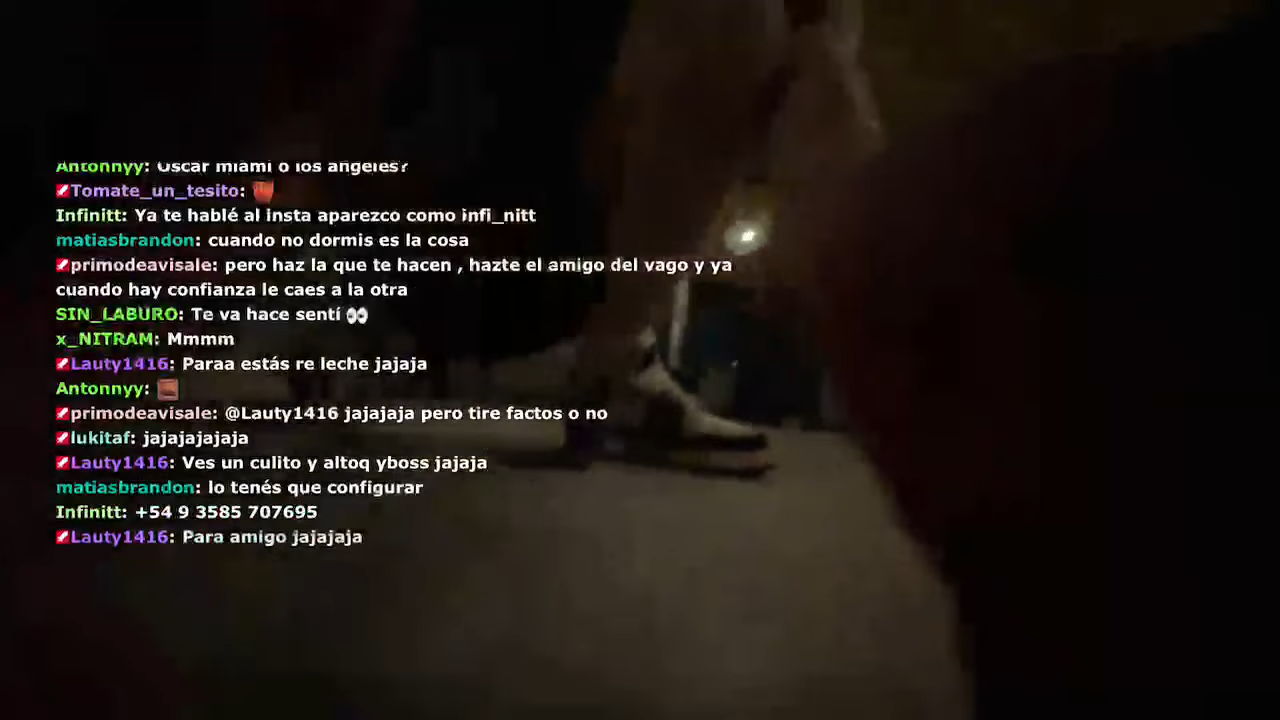 Antonnyy: Oscar miami o los angeles?
Tomate_un_tesito:
Infinitt: Ya te hablé al insta aparezco como infi_nitt
matiasbrandon: cuando no dormis es la cosa
primodeavisale: pero haz la que te hacen , hazte el amigo del vago y ya
cuando hay confianza le caes a la otra
SIN_LABURO: Te va hace sentí 👀
x_NITRAM: Mmmm
Lauty1416: Paraa estás re leche jajaja
Antonnyy:
primodeavisale: @Lauty1416 jajajaja pero tire factos o no
lukitaf: jajajajajaja
Lauty1416: Ves un culito y altoq yboss jajaja
matiasbrandon: lo tenés que configurar
Infinitt: +54 9 3585 707695
Lauty1416: Para amigo jajajaja